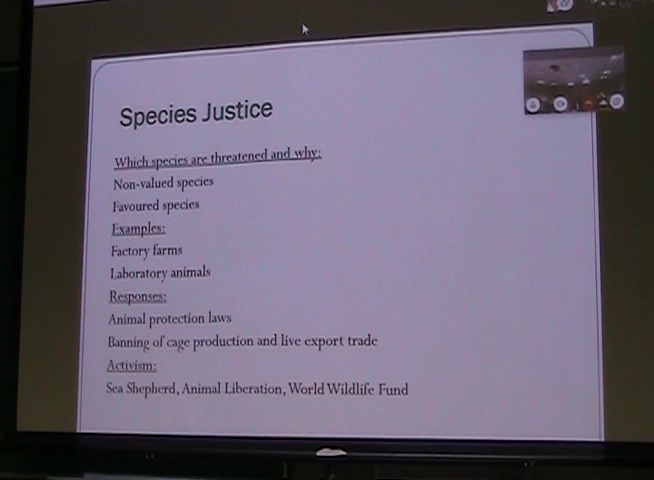 Species Justice
Which species are threatened and why:
Non-valued species
Favoured species
Examples:
Factory farms
Laboratory animals
Responses:
Animal protection laws
Banning of cage production and live export trade
Activism:
Sea Shepherd, Animal Liberation, World Wildlife Fund